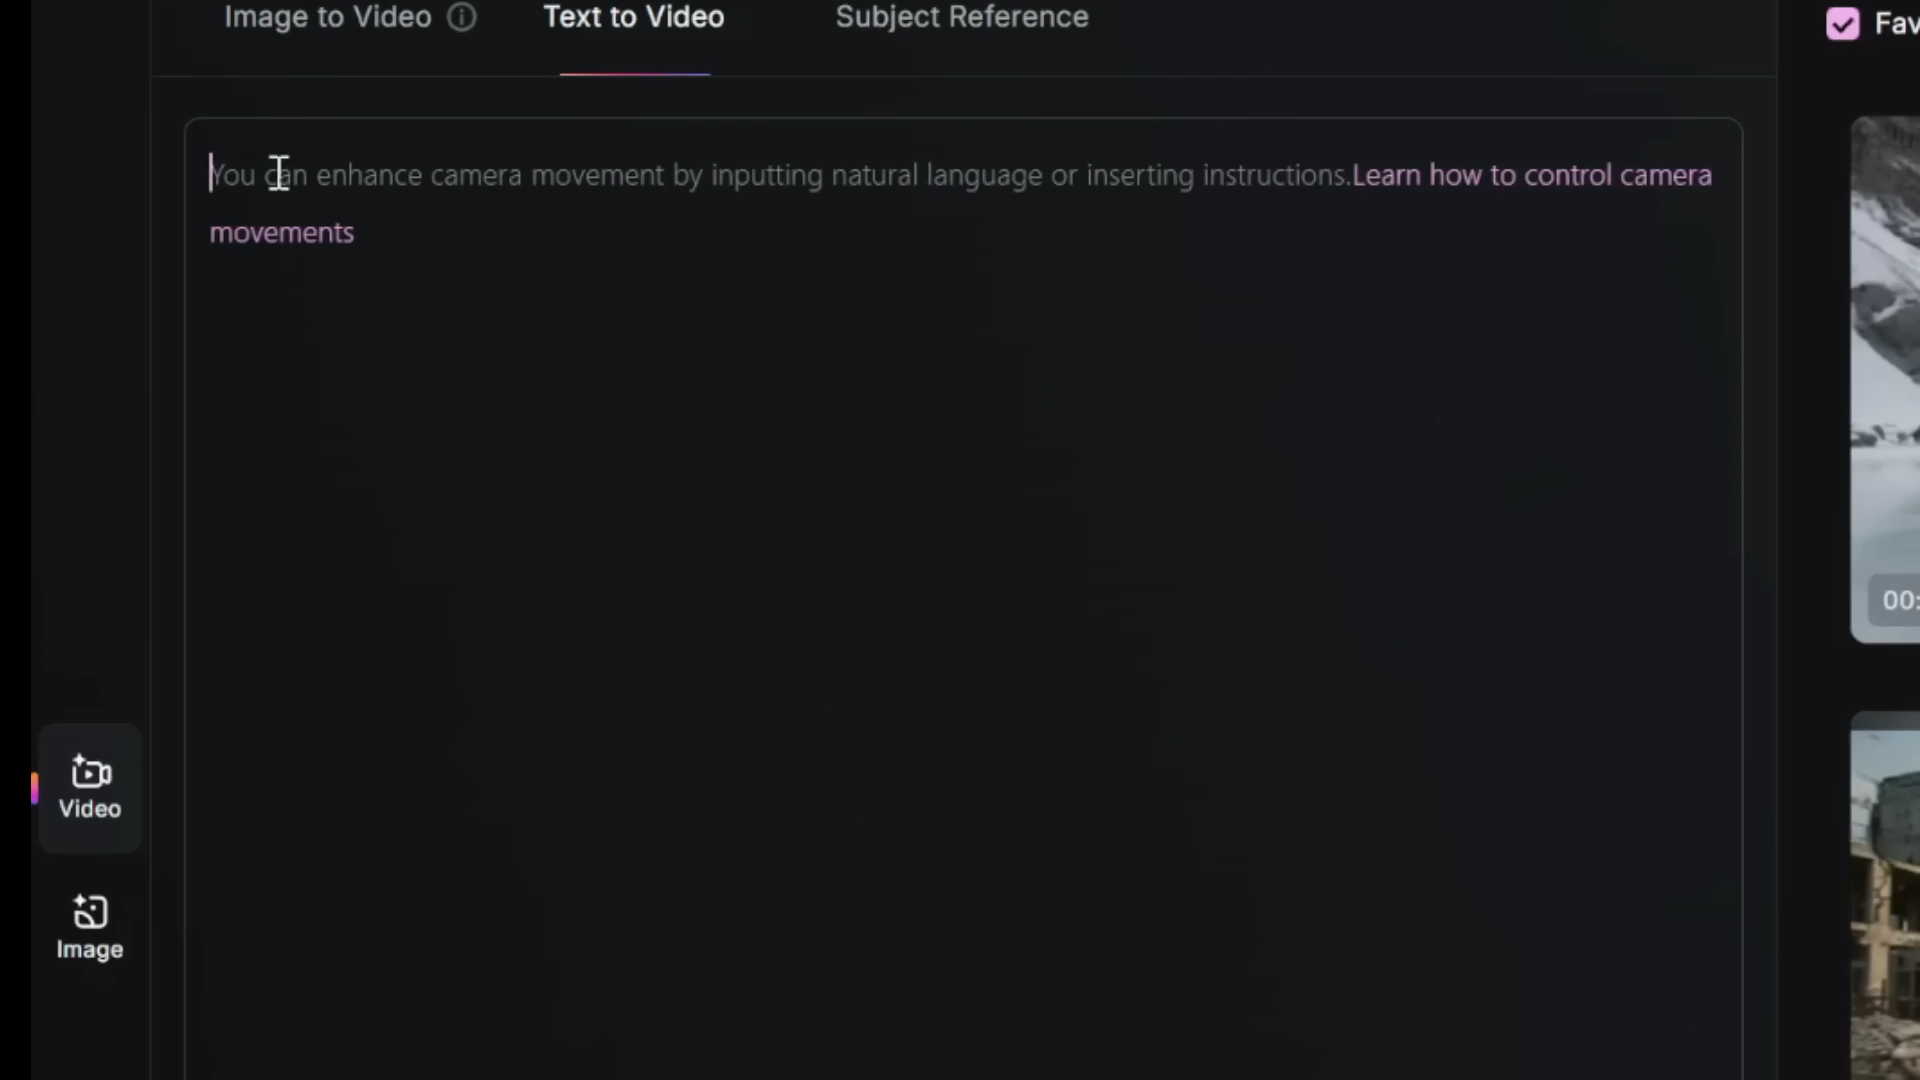 Image to Video
Text to Video
Subject Reference
Fav
You can enhance camera movement by inputting natural language or inserting instructions.Learn how to control camera
movements
00:
Video
Image